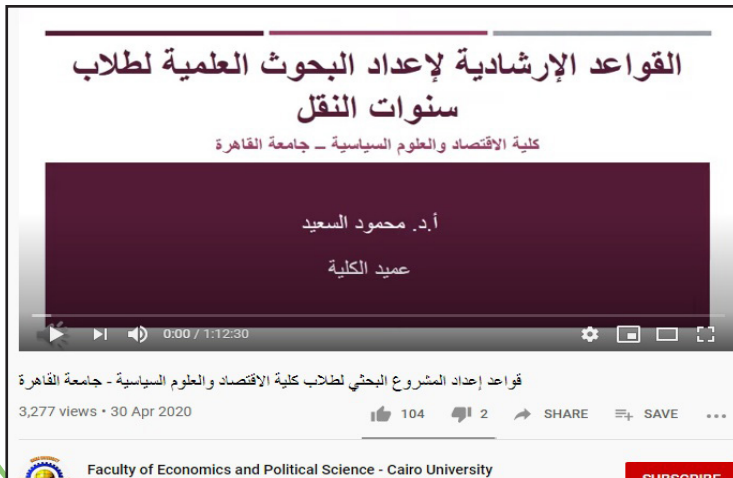 القواعد الإرشادية لإعداد البحوث العلمية لطلاب
سنوات النقل
كلية الاقتصاد والعلوم السياسية – جامعة القاهرة
أ.د. محمود السعيد
عميد الكلية
0:00 / 1:12:30
قواعد إعداد المشروع البحثي لطلاب كلية الاقتصاد والعلوم السياسية - جامعة القاهرة
3,277 views • 30 Apr 2020 104 2 SHARE SAVE
Faculty of Economics and Political Science - Cairo University
SUBSCRIBE